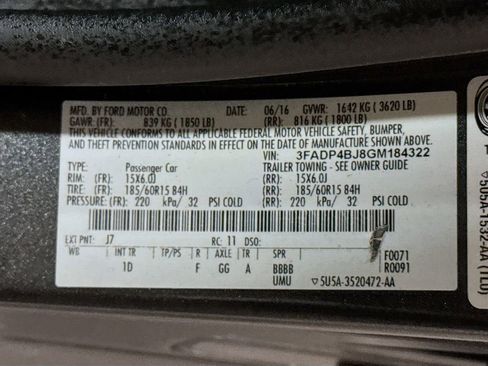 MFD. BY FORD MOTOR CO. DATE: 06/16 GVWR: 1642 KG ( 3620 LB)
GAWR: (FR): 839 KG ( 1850 LB) (RR): 816 KG ( 1800 LB)
THIS VEHICLE CONFORMS TO ALL APPLICABLE FEDERAL MOTOR VEHICLE SAFETY, BUMPER,
AND THEFT PREVENTION STANDARDS IN EFFECT ON THE DATE OF MANUFACTURE SHOWN ABOVE.
VIN: 3FADP4BJ8GM184322
TYPE: Passenger Car TRAILER TOWING - SEE OWNER GUIDE
RIM: (FR): 15X6.0J (RR): 15X6.0J
TIRE: (FR): 185/60R15 84H (RR): 185/60R15 84H
PRESSURE: (FR): 220 kPa/ 32 PSI COLD (RR): 220 kPa/ 32 PSI COLD
EXT PNT: J7 RC: 11 DSO: F0071
WB INT TR TP/PS R AXLE TR SPR R0091
1D F GG A BBBB
UMU ▽5U5A-3520472-AA
▽5U5A-1532-AA (TLO)